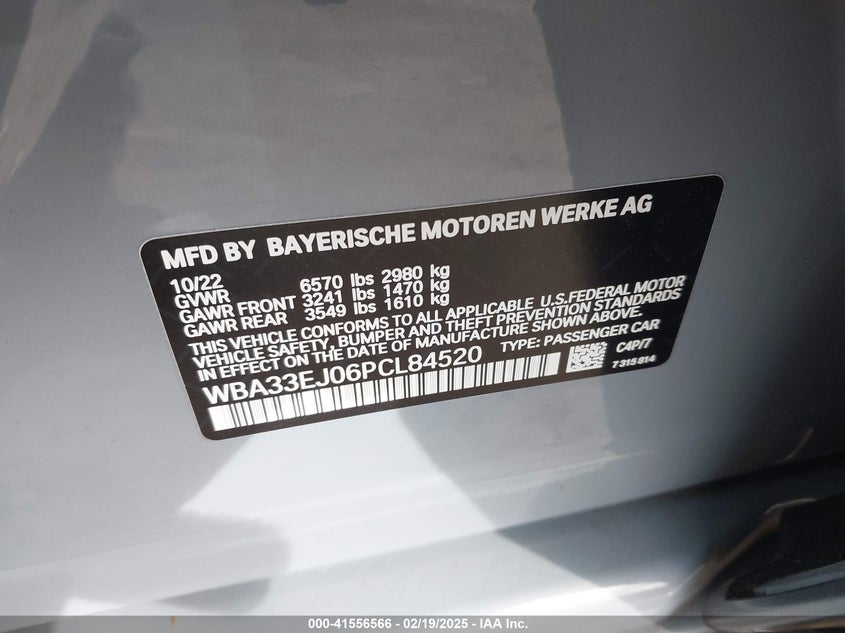 MFD BY BAYERISCHE MOTOREN WERKE AG
10/22
GVWR 6570 lbs 2980 kg
GAWR FRONT 3241 lbs 1470 kg
GAWR REAR 3549 lbs 1610 kg
THIS VEHICLE CONFORMS TO ALL APPLICABLE U.S.FEDERAL MOTOR
VEHICLE SAFETY, BUMPER AND THEFT PREVENTION STANDARDS
IN EFFECT ON THE DATE OF MANUFACTURE SHOWN ABOVE.
WBA33EJ06PCL84520 TYPE: PASSENGER CAR
C4P/7
7315814
000-41556566 - 02/19/2025 - IAA Inc.